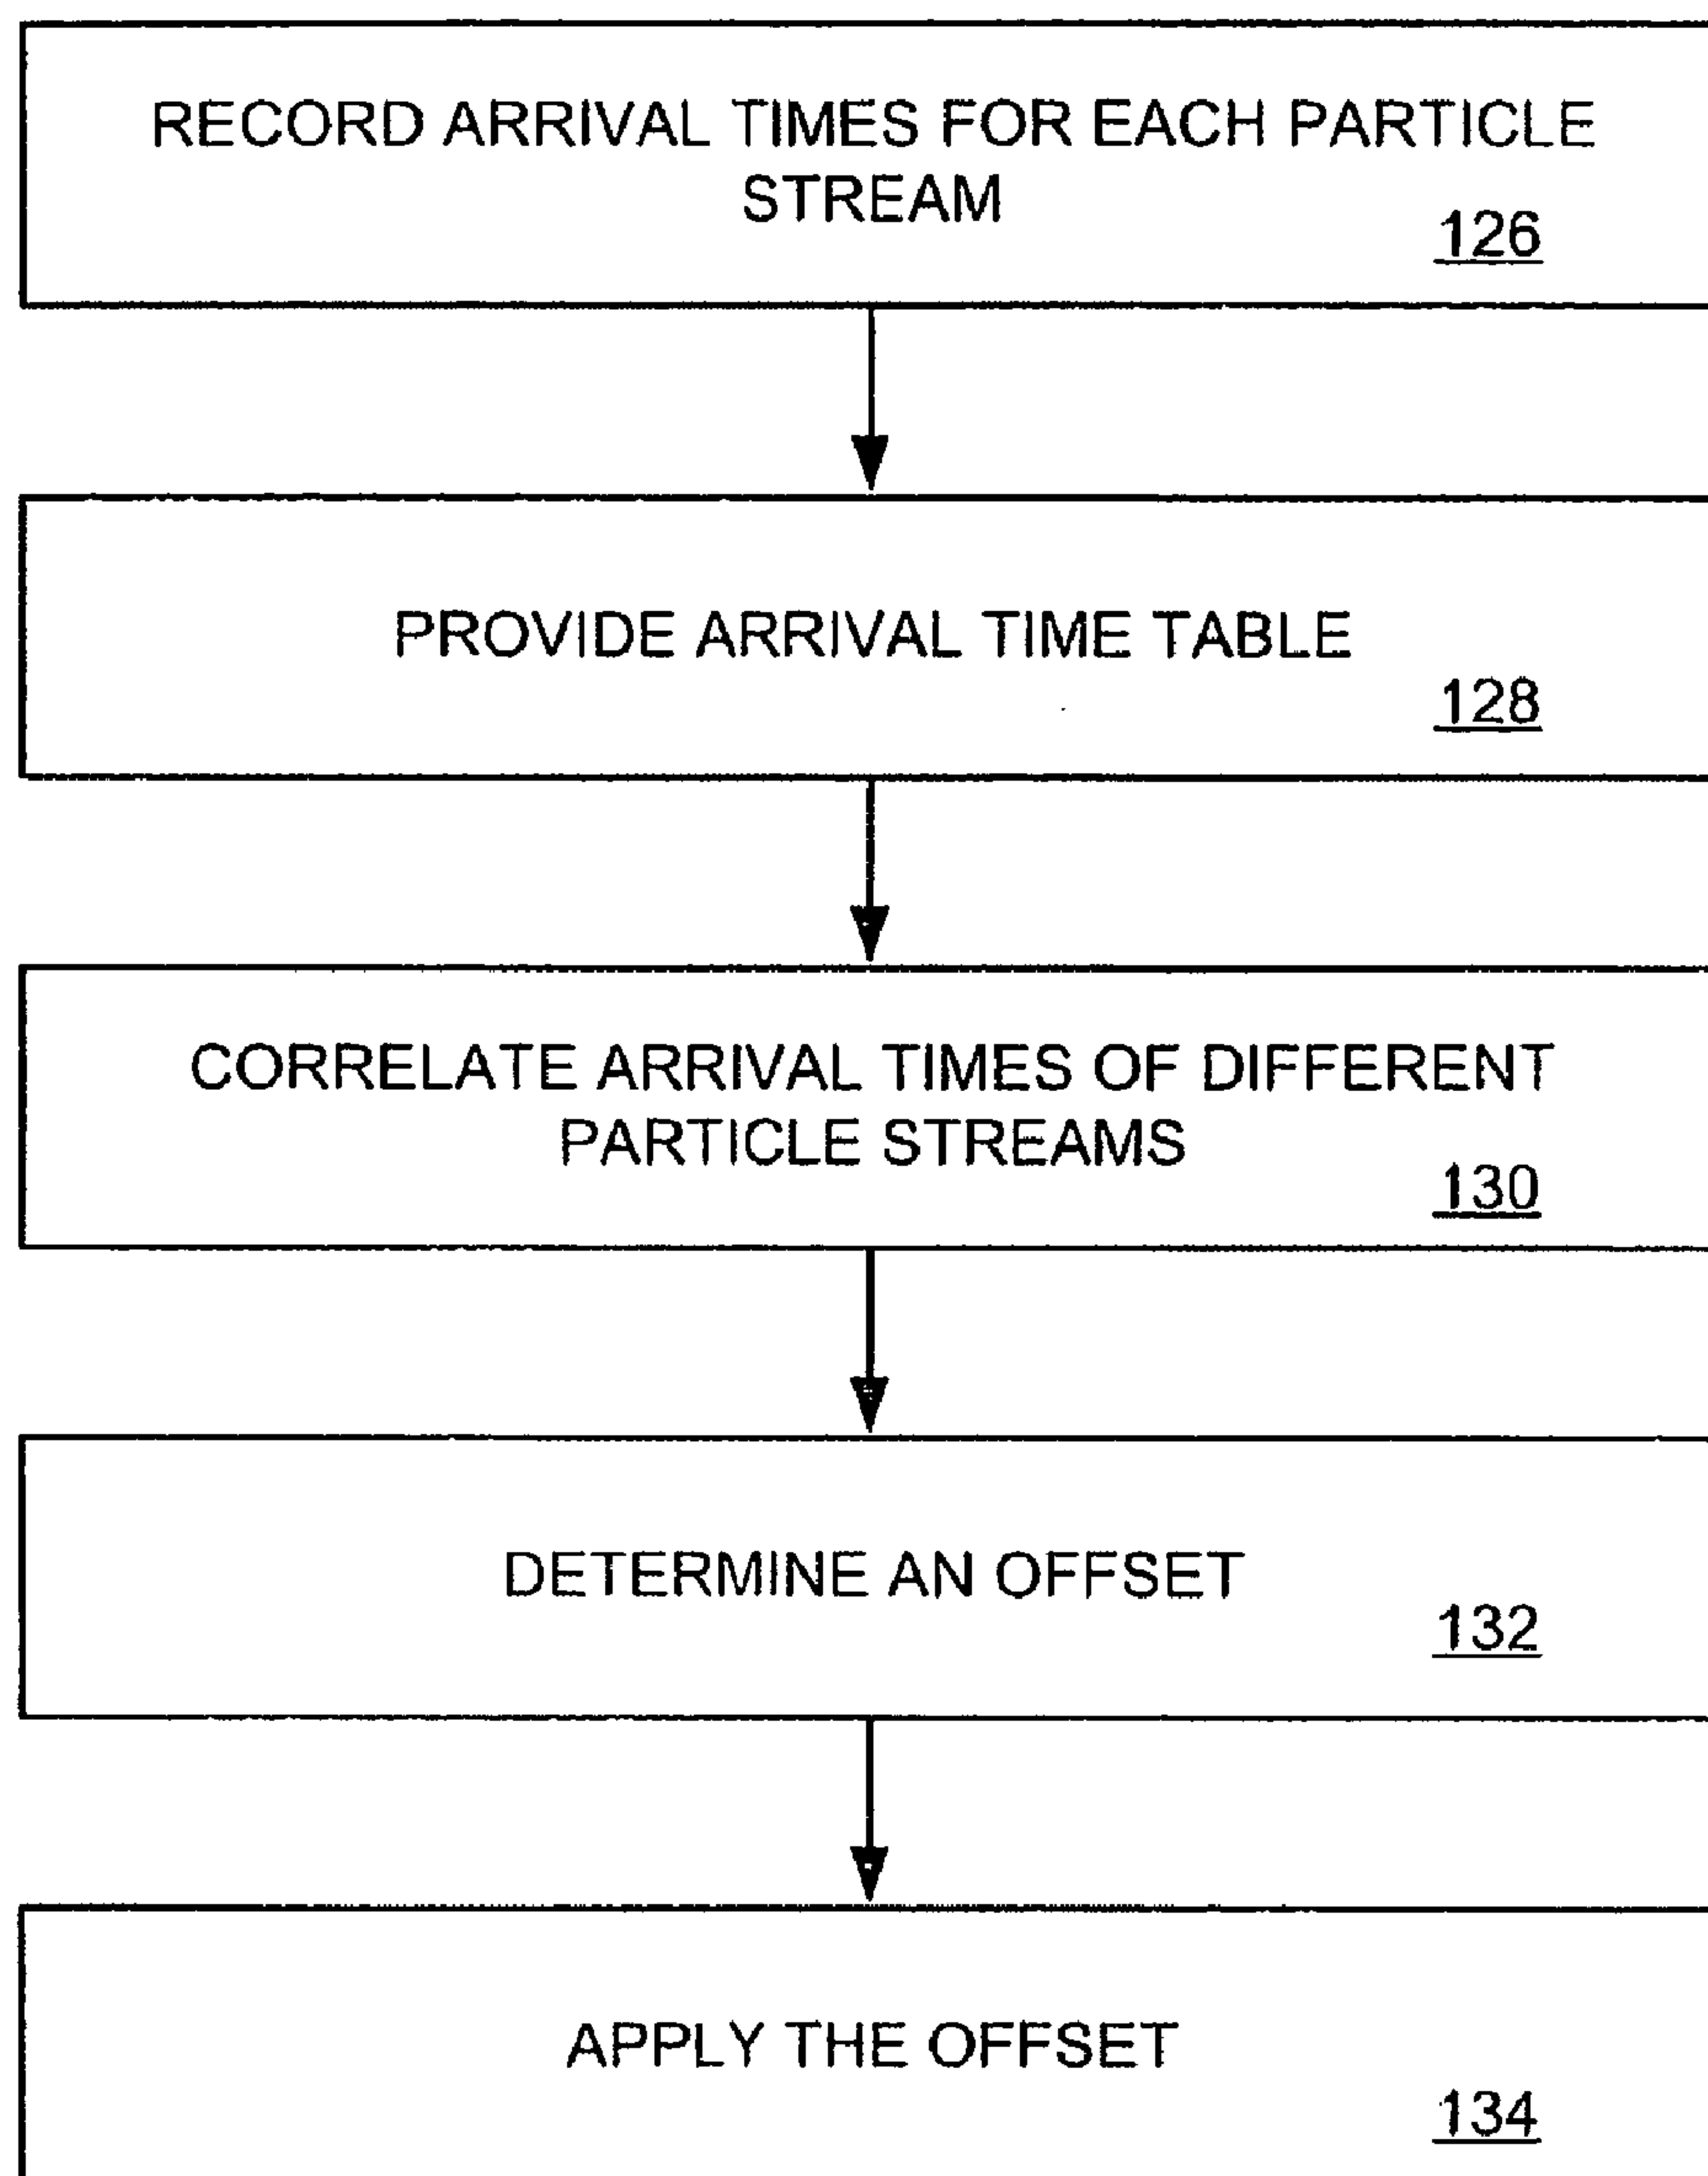 RECORD ARRIVAL TIMES FOR EACH PARTICLE
STREAM
126
PROVIDE ARRIVAL TIME TABLE
128
CORRELATE ARRIVAL TIMES OF DIFFERENT
PARTICLE STREAMS
130
DETERMINE AN OFFSET
132
APPLY THE OFFSET
134